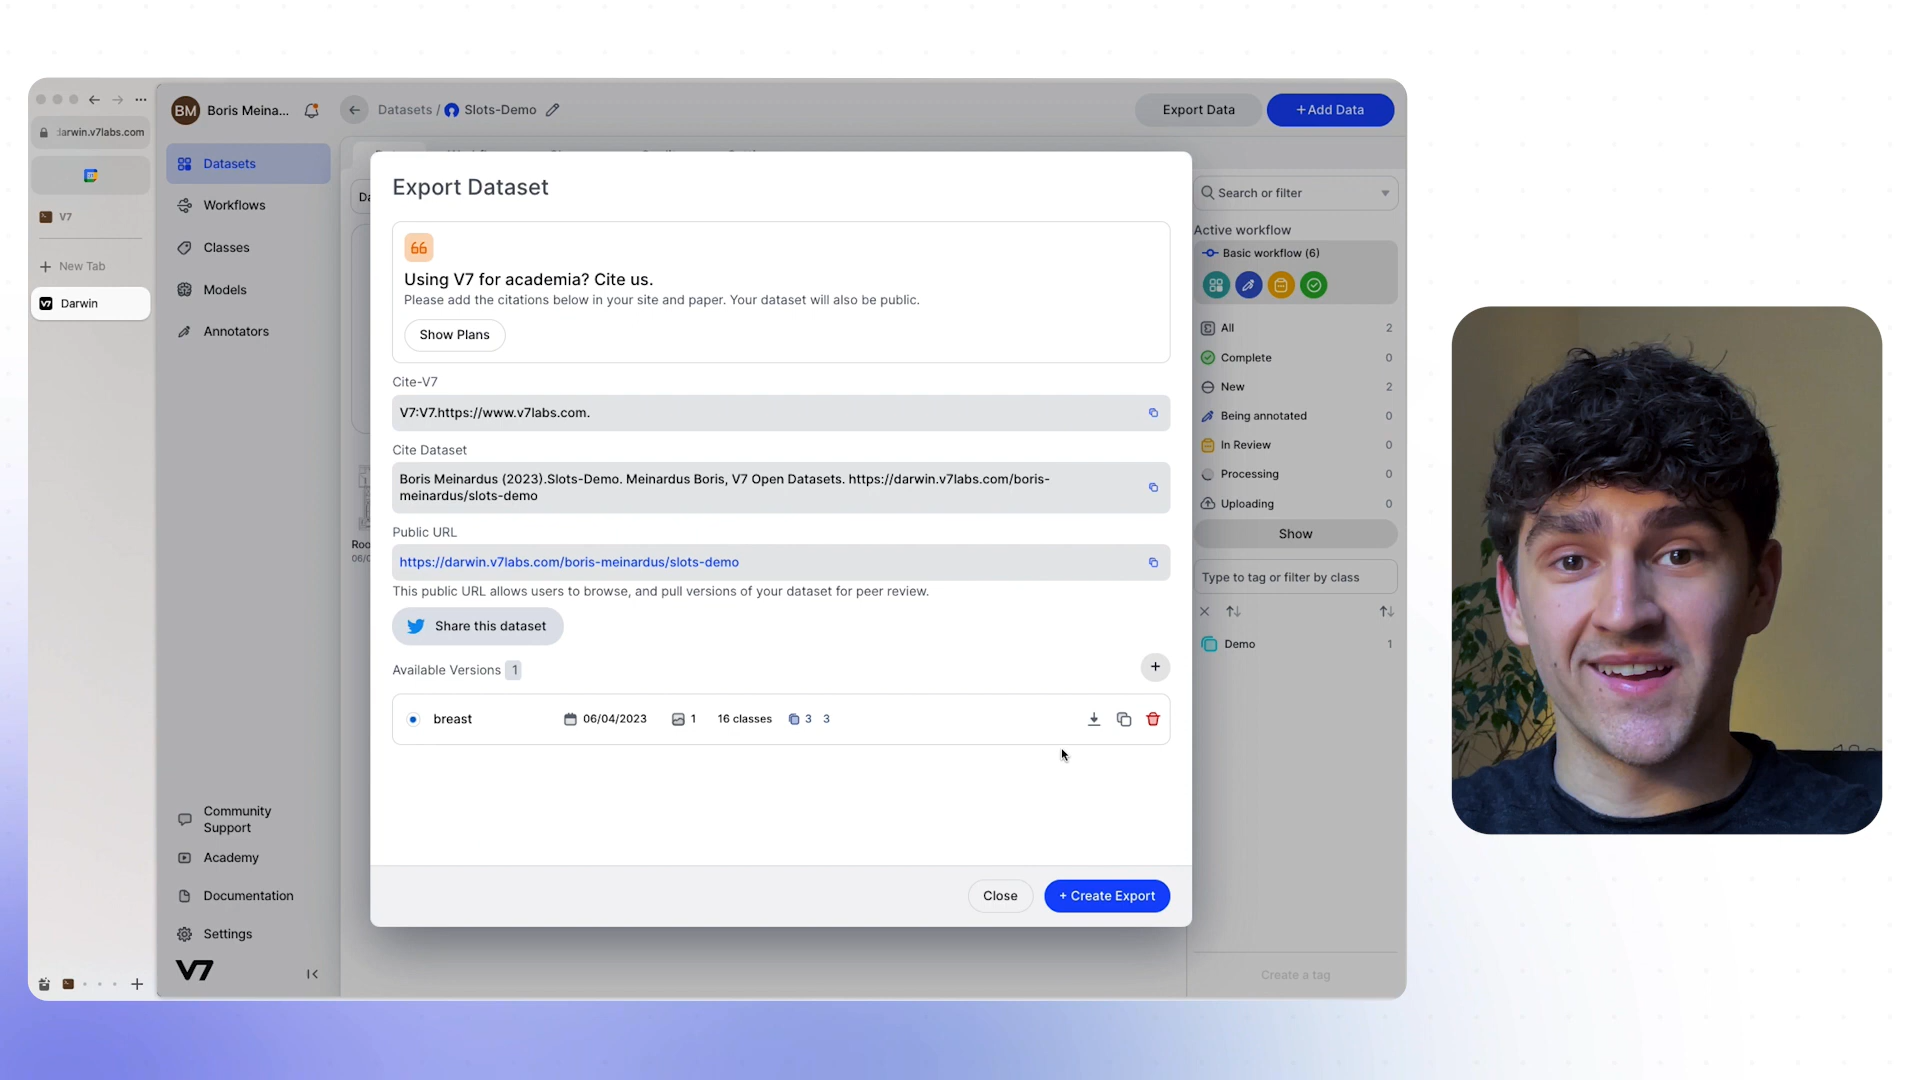 BM Boris Meina...
Datasets / Slots-Demo
Export Data
+Add Data
darwin.v7labs.com
V7
New Tab
Darwin
Datasets
Workflows
Classes
Models
Annotators
Community
Support
Academy
Documentation
Settings
V7
Export Dataset
Using V7 for academia? Cite us.
Please add the citations below in your site and paper. Your dataset will also be public.
Show Plans
Cite-V7
V7:V7.https://www.v7labs.com.
Cite Dataset
Boris Meinardus (2023).Slots-Demo. Meinardus Boris, V7 Open Datasets. https://darwin.v7labs.com/boris-
meinardus/slots-demo
Public URL
https://darwin.v7labs.com/boris-meinardus/slots-demo
This public URL allows users to browse, and pull versions of your dataset for peer review.
Share this dataset
Available Versions 1
+
breast 06/04/2023 1 16 classes 3 3
Close
+ Create Export
Search or filter
Active workflow
Basic workflow (6)
All 2
Complete 0
New 2
Being annotated 0
In Review 0
Processing 0
Uploading 0
Show
Type to tag or filter by class
Demo 1
Create a tag